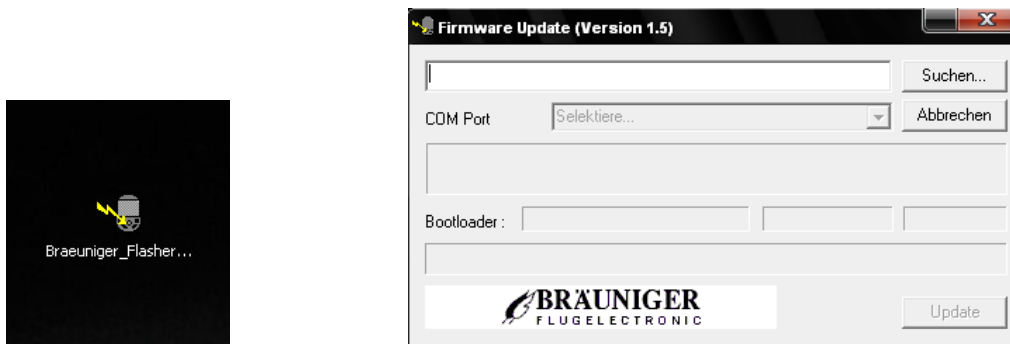 Braeuniger_Flasher...
Firmware Update (Version 1.5)
Suchen...
COM Port
Selektiere...
Abbrechen
Bootloader :
BRÄUNIGER
FLUGELECTRONIC
Update